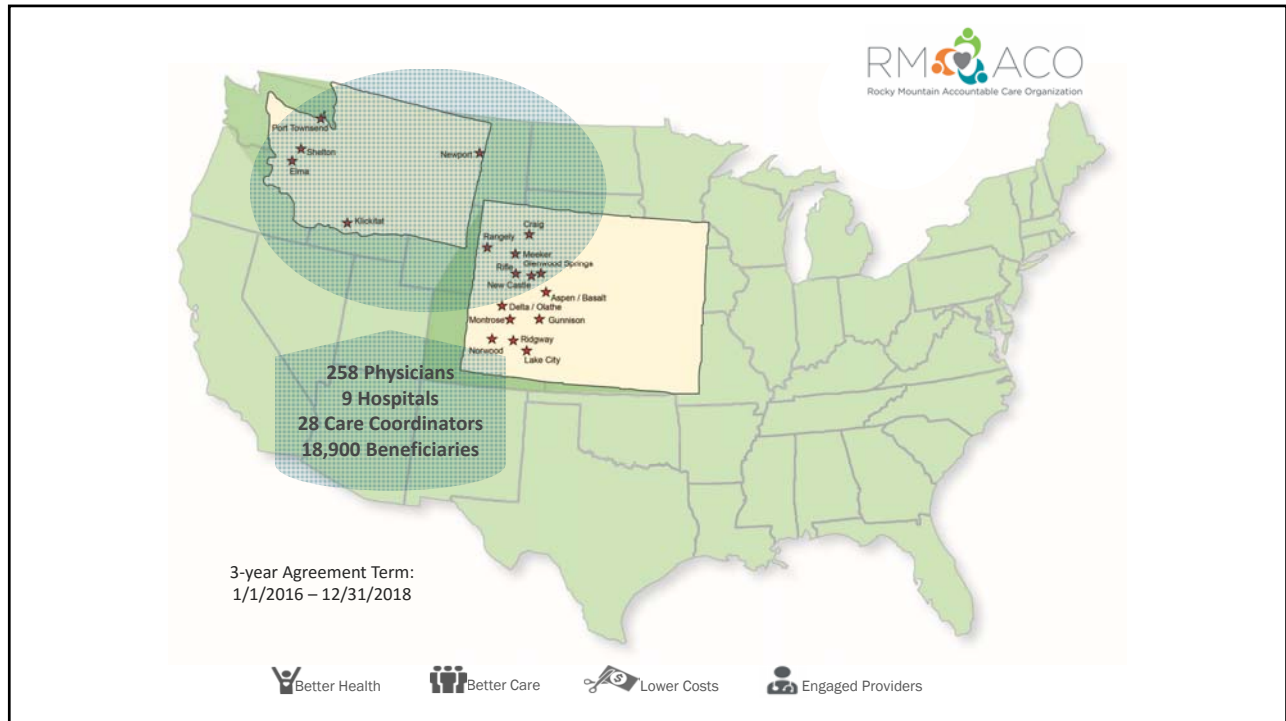 RM ACO
Rocky Mountain Accountable Care Organization
Port Townsend
Shelton
Elma
Newport
Klickitat
Craig
Rangely
Meeker
Glenwood Springs
Rifle
New Castle
Aspen / Basalt
Delta / Olathe
Montrose
Gunnison
Norwood
Ridgway
Lake City
258 Physicians
9 Hospitals
28 Care Coordinators
18,900 Beneficiaries
3-year Agreement Term:
1/1/2016 – 12/31/2018
Better Health
Better Care
$
Lower Costs
Engaged Providers